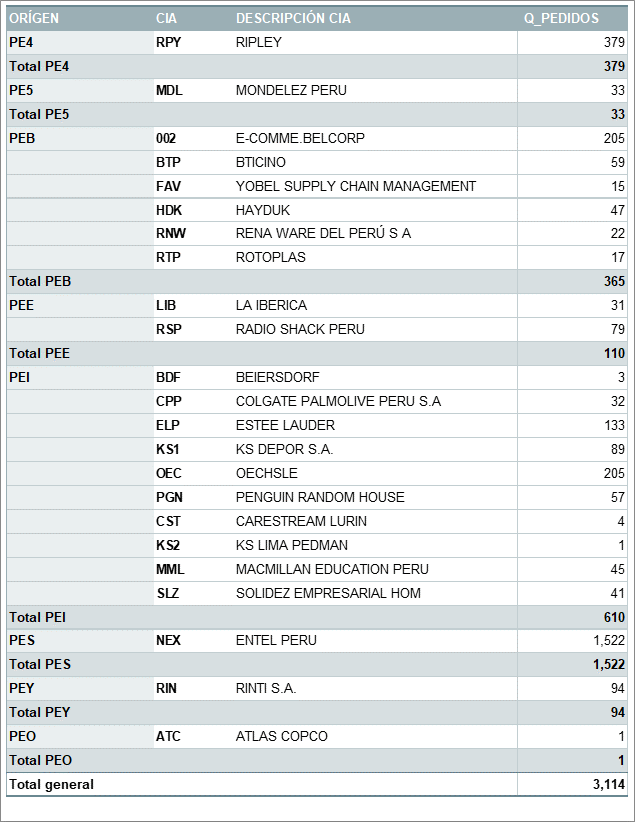 ORÍGEN CIA DESCRIPCIÓN CIA Q_PEDIDOS
PE4 RPY RIPLEY 379
Total PE4 379
PE5 MDL MONDELEZ PERU 33
Total PE5 33
PEB 002 E-COMME.BELCORP 205
BTP BTICINO 59
FAV YOBEL SUPPLY CHAIN MANAGEMENT 15
HDK HAYDUK 47
RNW RENA WARE DEL PERÚ S A 22
RTP ROTOPLAS 17
Total PEB 365
PEE LIB LA IBERICA 31
RSP RADIO SHACK PERU 79
Total PEE 110
PEI BDF BEIERSDORF 3
CPP COLGATE PALMOLIVE PERU S.A 32
ELP ESTEE LAUDER 133
KS1 KS DEPOR S.A. 89
OEC OECHSLE 205
PGN PENGUIN RANDOM HOUSE 57
CST CARESTREAM LURIN 4
KS2 KS LIMA PEDMAN 1
MML MACMILLAN EDUCATION PERU 45
SLZ SOLIDEZ EMPRESARIAL HOM 41
Total PEI 610
PES NEX ENTEL PERU 1,522
Total PES 1,522
PEY RIN RINTI S.A. 94
Total PEY 94
PEO ATC ATLAS COPCO 1
Total PEO 1
Total general 3,114